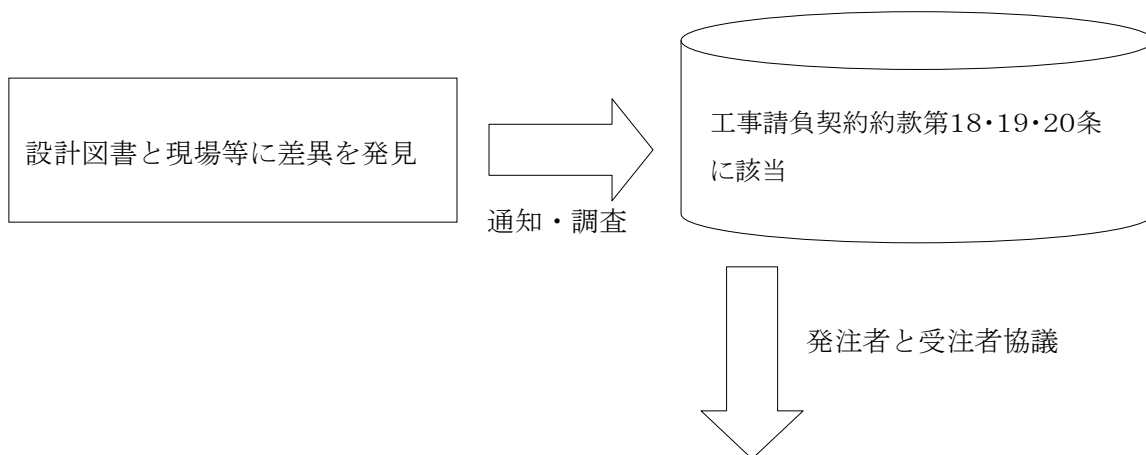 設計図書と現場等に差異を発見
通知・調査
工事請負契約約款第18・19・20条
に該当
発注者と受注者協議